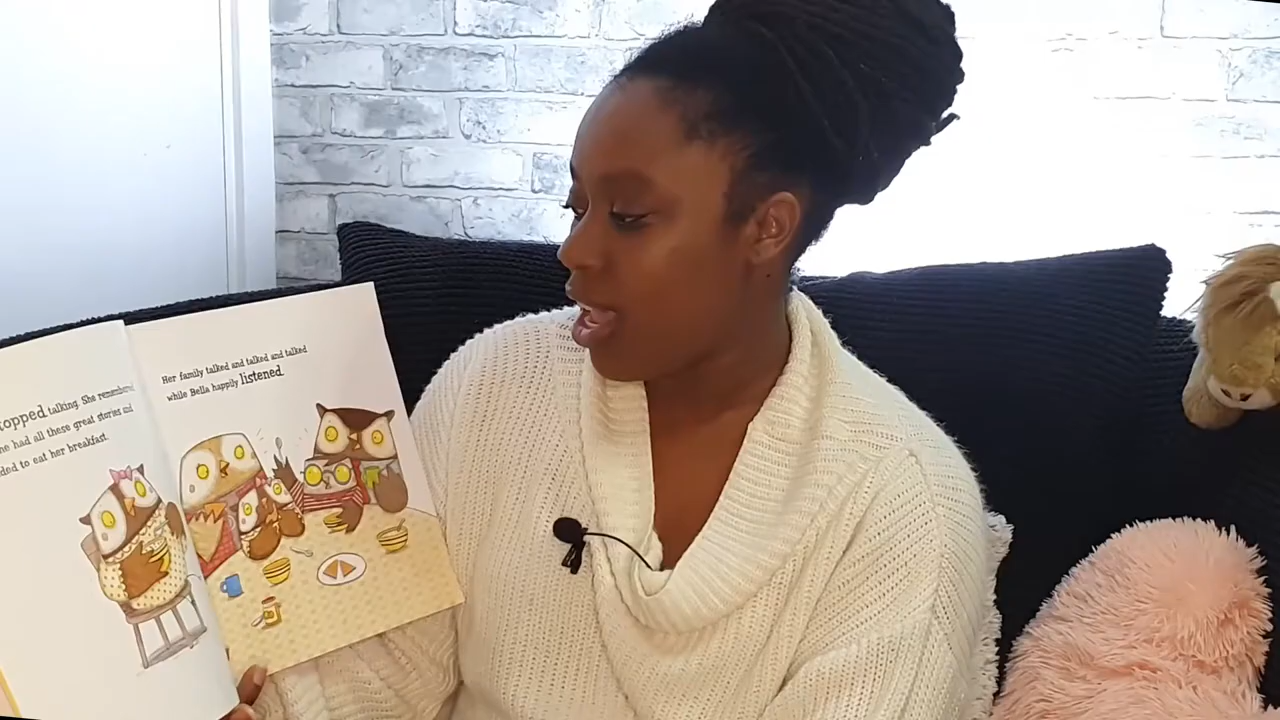 topped talking. She remembered
he had all these great stories and
ded to eat her breakfast.
Her family talked and talked and talked
while Bella happily listened.